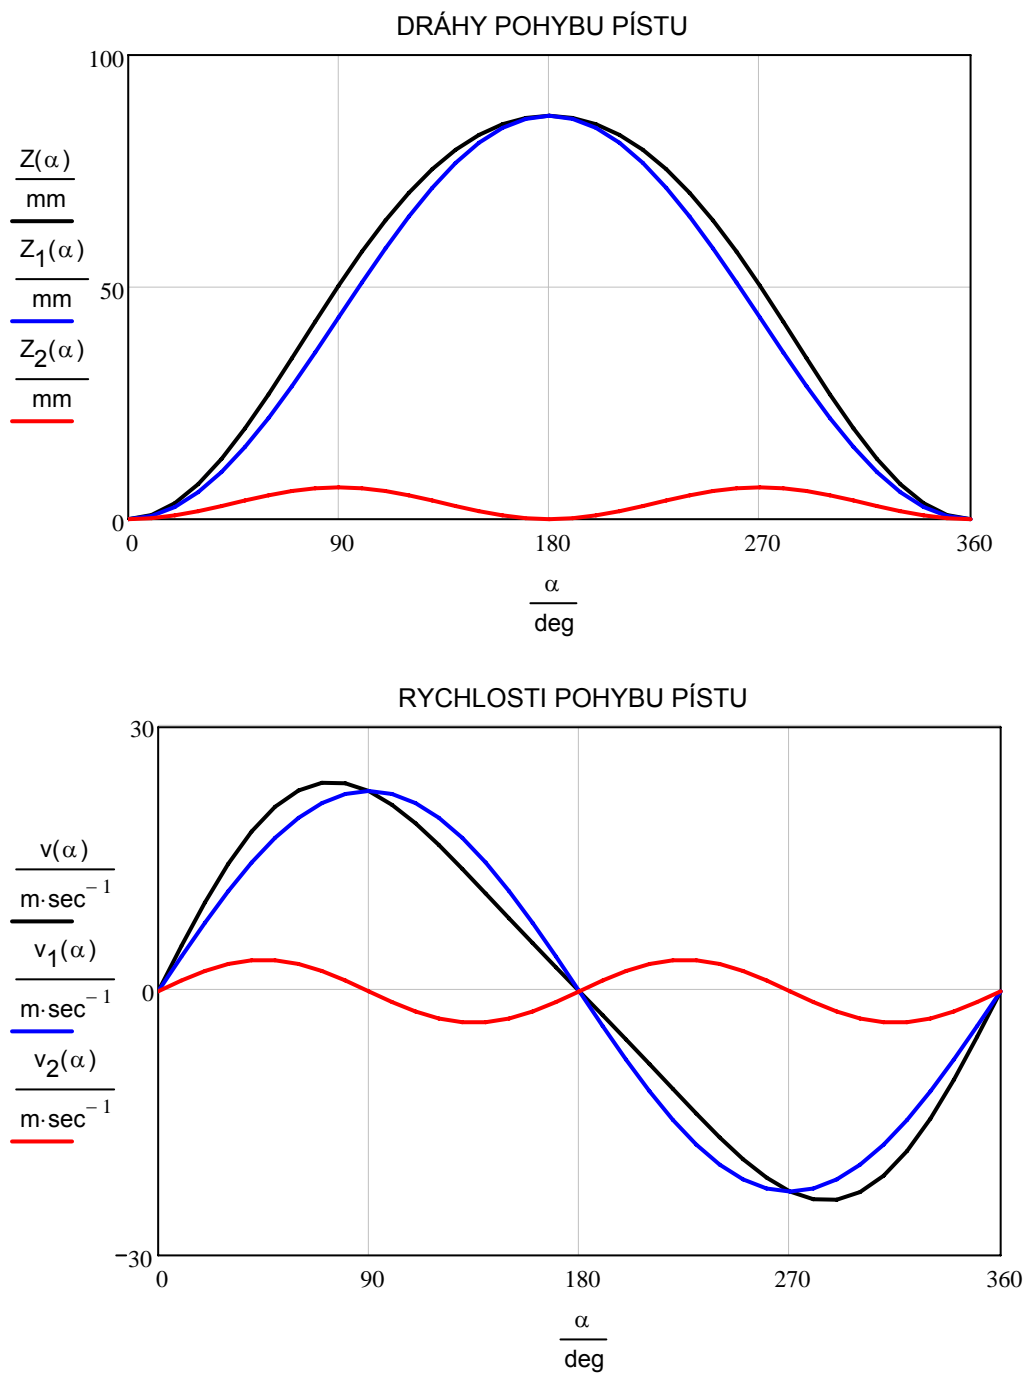 DRÁHY POHYBU PÍSTU
100
50
0
Z(α)
mm
Z1(α)
mm
Z2(α)
mm
0 90 180 270 360
α
deg
RYCHLOSTI POHYBU PÍSTU
30
0
−30
v(α)
m·sec−1
v1(α)
m·sec−1
v2(α)
m·sec−1
0 90 180 270 360
α
deg